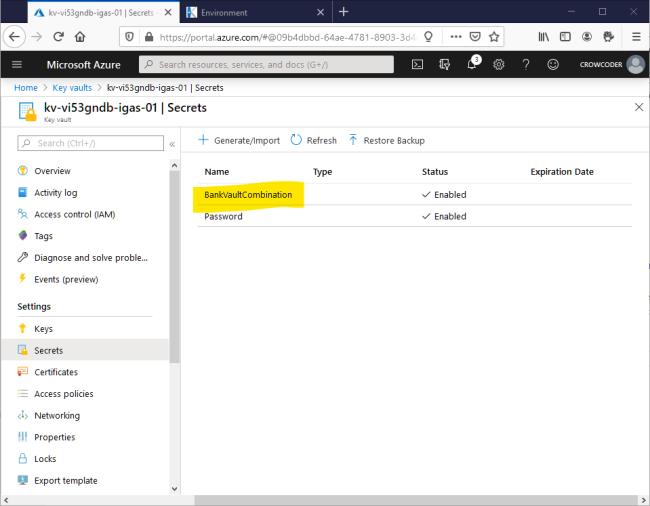 kv-vi53gndb-igas-01 | Secrets
Environment
https://portal.azure.com/#@09b4dbbd-64ae-4781-8903-3d4
Microsoft Azure
Search resources, services, and docs (G+/)
3
CROWCODER
Home > Key vaults > kv-vi53gndb-igas-01 | Secrets
kv-vi53gndb-igas-01 | Secrets
Key vault
Search (Ctrl+/)
Generate/Import
Refresh
Restore Backup
Overview
Activity log
Access control (IAM)
Tags
Diagnose and solve proble...
Events (preview)
Settings
Keys
Secrets
Certificates
Access policies
Networking
Properties
Locks
Export template
Name Type Status Expiration Date
BankVaultCombination Enabled
Password Enabled